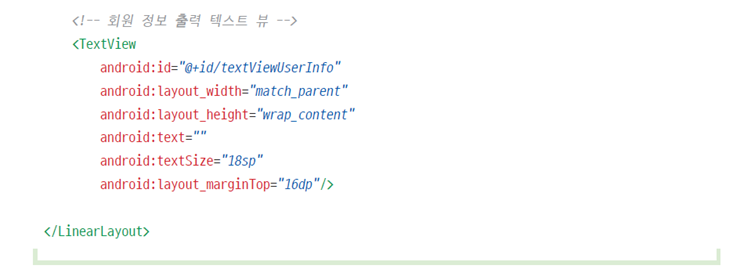 <!-- 회원 정보 출력 텍스트 뷰 -->
<TextView
android:id="@+id/textViewUserInfo"
android:layout_width="match_parent"
android:layout_height="wrap_content"
android:text=""
android:textSize="18sp"
android:layout_marginTop="16dp"/>
</LinearLayout>